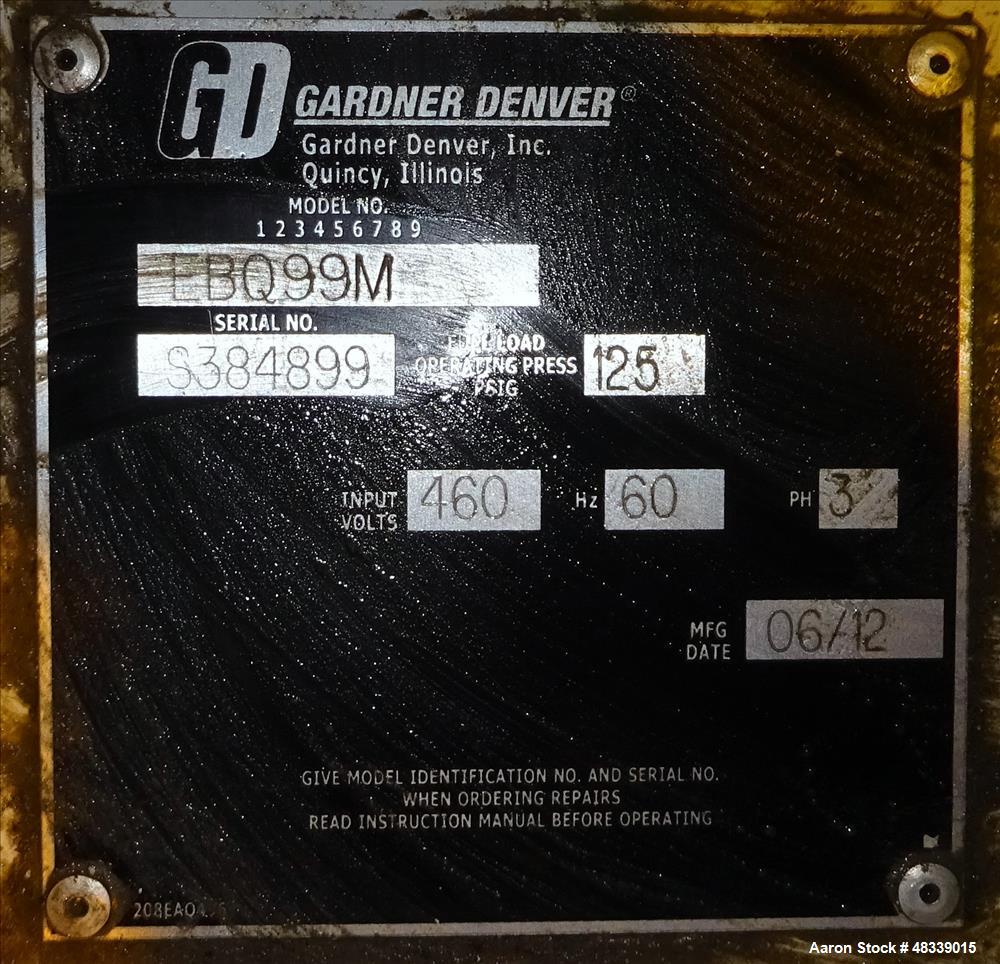 GD GARDNER DENVER®
Gardner Denver, Inc.
Quincy, Illinois
MODEL NO.
1 2 3 4 5 6 7 8 9
EBQ99M
SERIAL NO.
S384899
FULL LOAD
OPERATING PRESS
PSIG
125
INPUT
VOLTS
460
Hz 60
PH 3
MFG
DATE
06/12
GIVE MODEL IDENTIFICATION NO. AND SERIAL NO.
WHEN ORDERING REPAIRS
READ INSTRUCTION MANUAL BEFORE OPERATING
Aaron Stock # 48339015